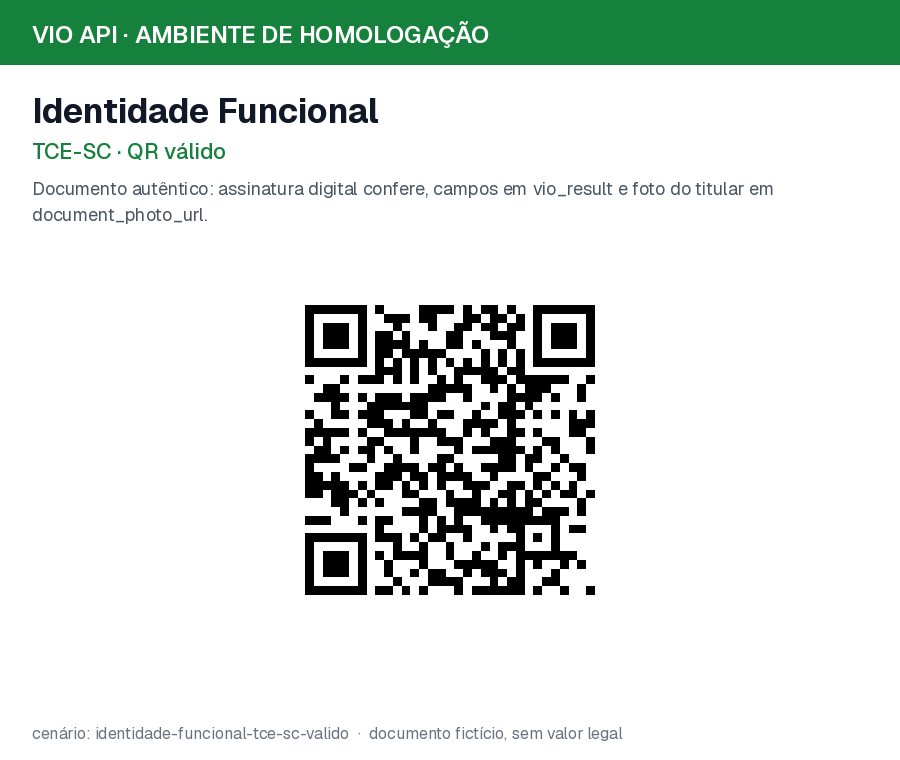 VIO API · AMBIENTE DE HOMOLOGAÇÃO
Identidade Funcional
TCE-SC · QR válido
Documento autêntico: assinatura digital confere, campos em vio_result e foto do titular em
document_photo_url.
cenário: identidade-funcional-tce-sc-valido · documento fictício, sem valor legal